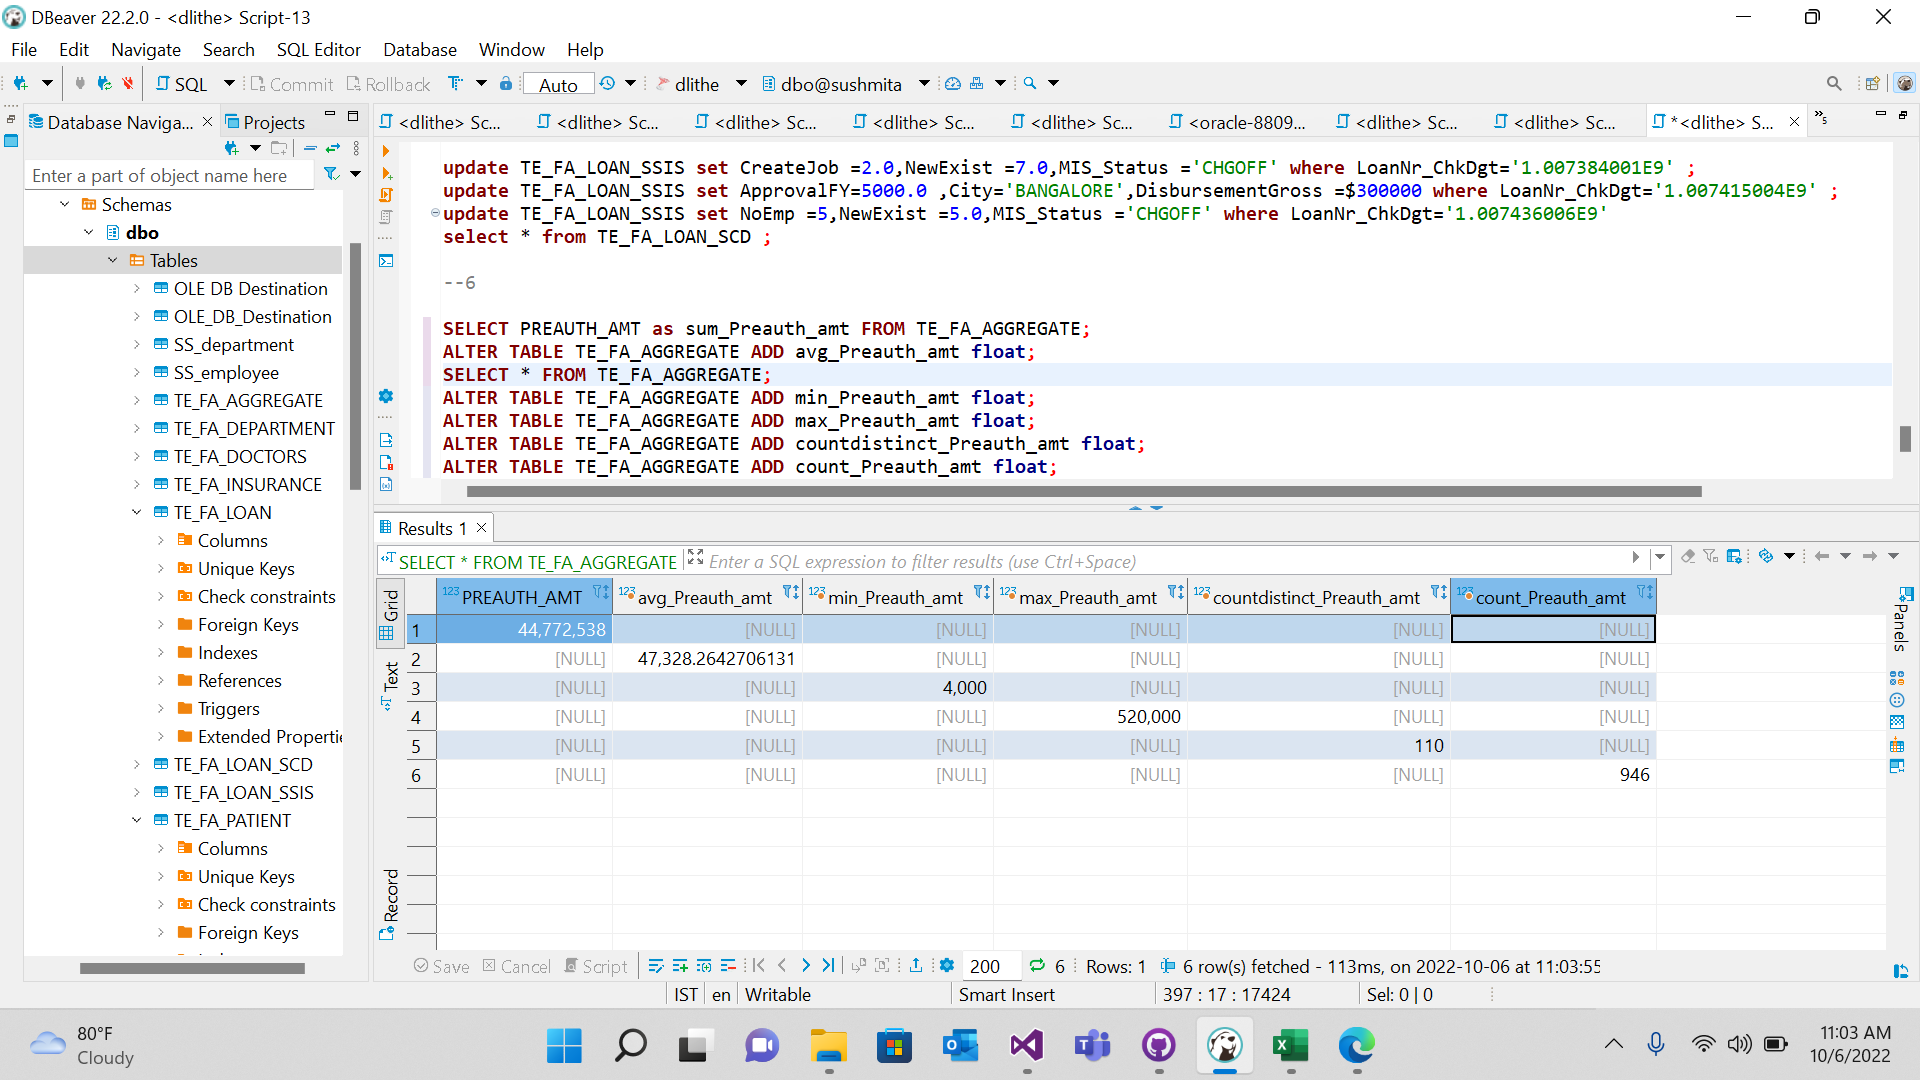 DBeaver 22.2.0 - <dlithe> Script-13
File Edit Navigate Search SQL Editor Database Window Help
SQL Commit Rollback Auto dlithe dbo@sushmita
Database Naviga... Projects
<dlithe> Sc... <dlithe> Sc... <dlithe> Sc... <dlithe> Sc... <dlithe> Sc... <oracle-8809... <dlithe> Sc... <dlithe> Sc... *<dlithe> S... »5
Enter a part of object name here
Schemas
dbo
Tables
OLE DB Destination
OLE_DB_Destination
SS_department
SS_employee
TE_FA_AGGREGATE
TE_FA_DEPARTMENT
TE_FA_DOCTORS
TE_FA_INSURANCE
TE_FA_LOAN
Columns
Unique Keys
Check constraints
Foreign Keys
Indexes
References
Triggers
Extended Properti
TE_FA_LOAN_SCD
TE_FA_LOAN_SSIS
TE_FA_PATIENT
Columns
Unique Keys
Check constraints
Foreign Keys
update TE_FA_LOAN_SSIS set CreateJob =2.0,NewExist =7.0,MIS_Status ='CHGOFF' where LoanNr_ChkDgt='1.007384001E9' ;
update TE_FA_LOAN_SSIS set ApprovalFY=5000.0 ,City='BANGALORE',DisbursementGross =$300000 where LoanNr_ChkDgt='1.007415004E9' ;
update TE_FA_LOAN_SSIS set NoEmp =5,NewExist =5.0,MIS_Status ='CHGOFF' where LoanNr_ChkDgt='1.007436006E9'
select * from TE_FA_LOAN_SCD ;
--6
SELECT PREAUTH_AMT as sum_Preauth_amt FROM TE_FA_AGGREGATE;
ALTER TABLE TE_FA_AGGREGATE ADD avg_Preauth_amt float;
SELECT * FROM TE_FA_AGGREGATE;
ALTER TABLE TE_FA_AGGREGATE ADD min_Preauth_amt float;
ALTER TABLE TE_FA_AGGREGATE ADD max_Preauth_amt float;
ALTER TABLE TE_FA_AGGREGATE ADD countdistinct_Preauth_amt float;
ALTER TABLE TE_FA_AGGREGATE ADD count_Preauth_amt float;
Results 1
SELECT * FROM TE_FA_AGGREGATE Enter a SQL expression to filter results (use Ctrl+Space)
Grid
Text
Record
Panels
123 PREAUTH_AMT 123 avg_Preauth_amt 123 min_Preauth_amt 123 max_Preauth_amt 123 countdistinct_Preauth_amt 123 count_Preauth_amt
1 44,772,538 [NULL] [NULL] [NULL] [NULL] [NULL]
2 [NULL] 47,328.2642706131 [NULL] [NULL] [NULL] [NULL]
3 [NULL] [NULL] 4,000 [NULL] [NULL] [NULL]
4 [NULL] [NULL] [NULL] 520,000 [NULL] [NULL]
5 [NULL] [NULL] [NULL] [NULL] 110 [NULL]
6 [NULL] [NULL] [NULL] [NULL] [NULL] 946
Save Cancel Script 200 6 Rows: 1 6 row(s) fetched - 113ms, on 2022-10-06 at 11:03:55
IST en Writable Smart Insert 397 : 17 : 17424 Sel: 0 | 0
80°F
Cloudy
11:03 AM
10/6/2022